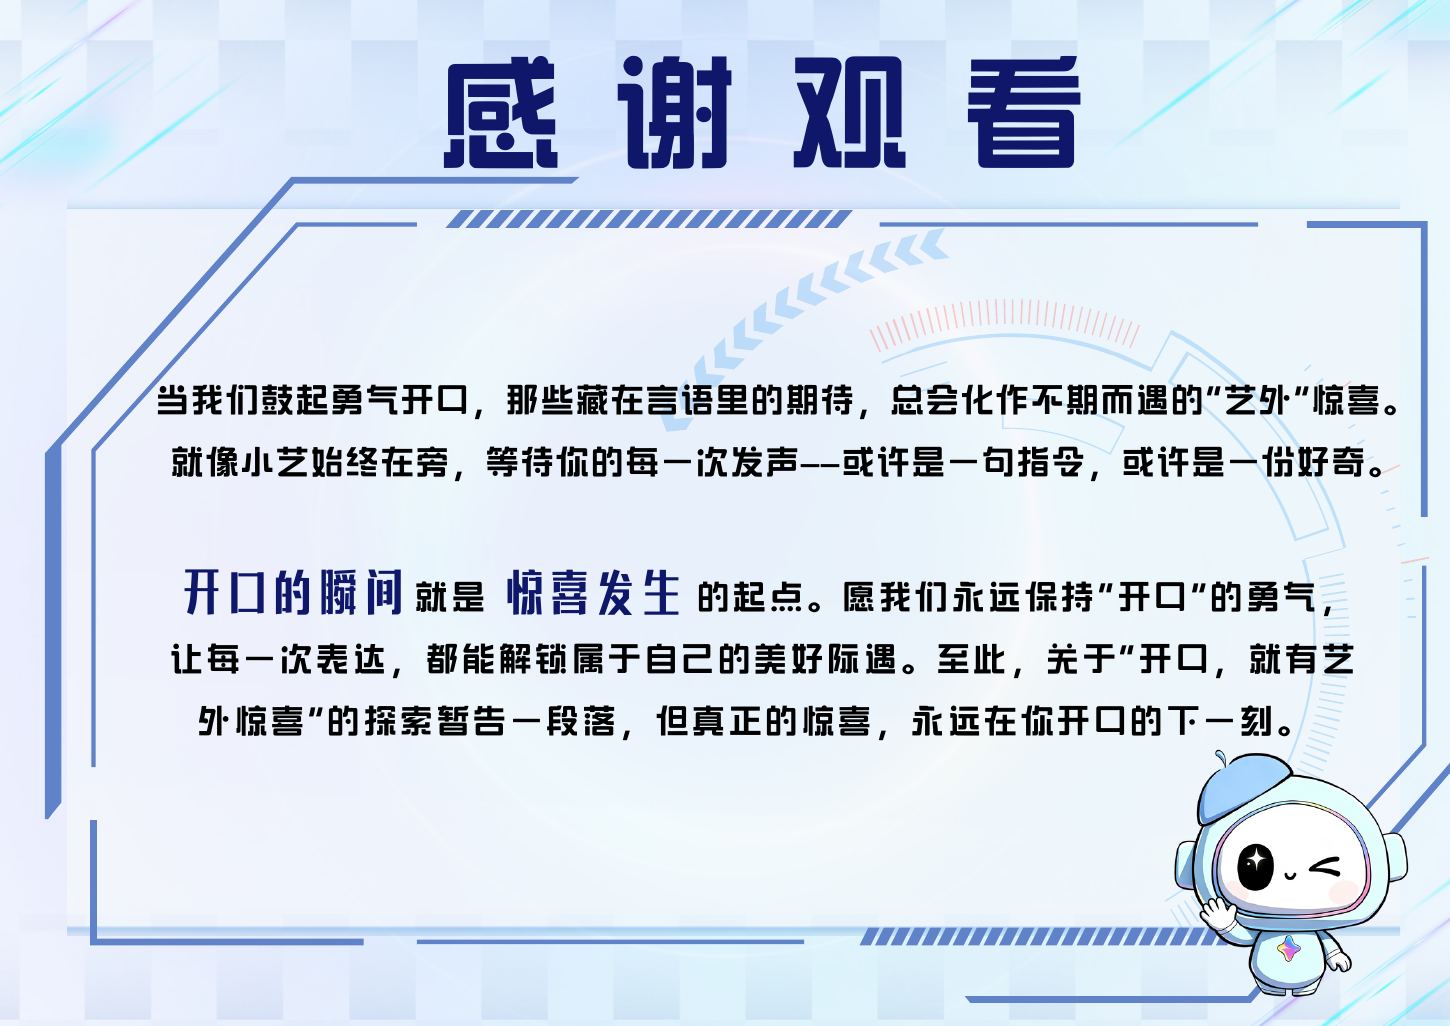 感谢观看
当我们鼓起勇气开口，那些藏在言语里的期待，总会化作不期而遇的"艺外"惊喜。
就像小艺始终在旁，等待你的每一次发声——或许是一句指令，或许是一份好奇。
开口的瞬间 就是 惊喜发生 的起点。愿我们永远保持"开口"的勇气，
让每一次表达，都能解锁属于自己的美好际遇。至此，关于"开口，就有艺
外惊喜"的探索暂告一段落，但真正的惊喜，永远在你开口的下一刻。